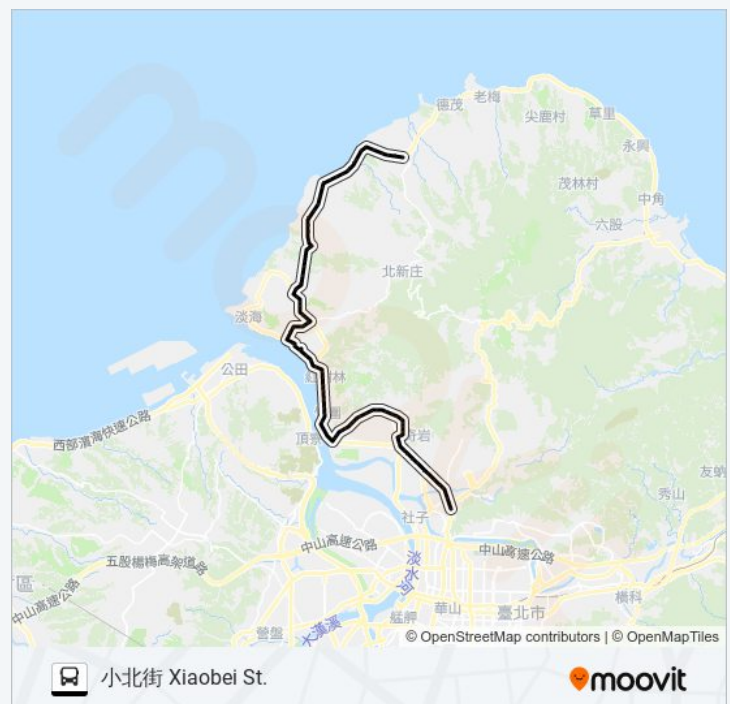 德茂
老梅
尖鹿村
草里
永興
茂林村
中角
六股
北新庄
淡海
公田
頂寮
西部濱海快速公路
友蚋
秀山
社子
中山高速公路
中山高速公路
五股楊梅高架道路
淡水河
中山高速公路
橫科
華山
臺北市
艋舺
大漢溪
營盤
© OpenStreetMap contributors | © OpenMapTiles
小北街 Xiaobei St.
moovit